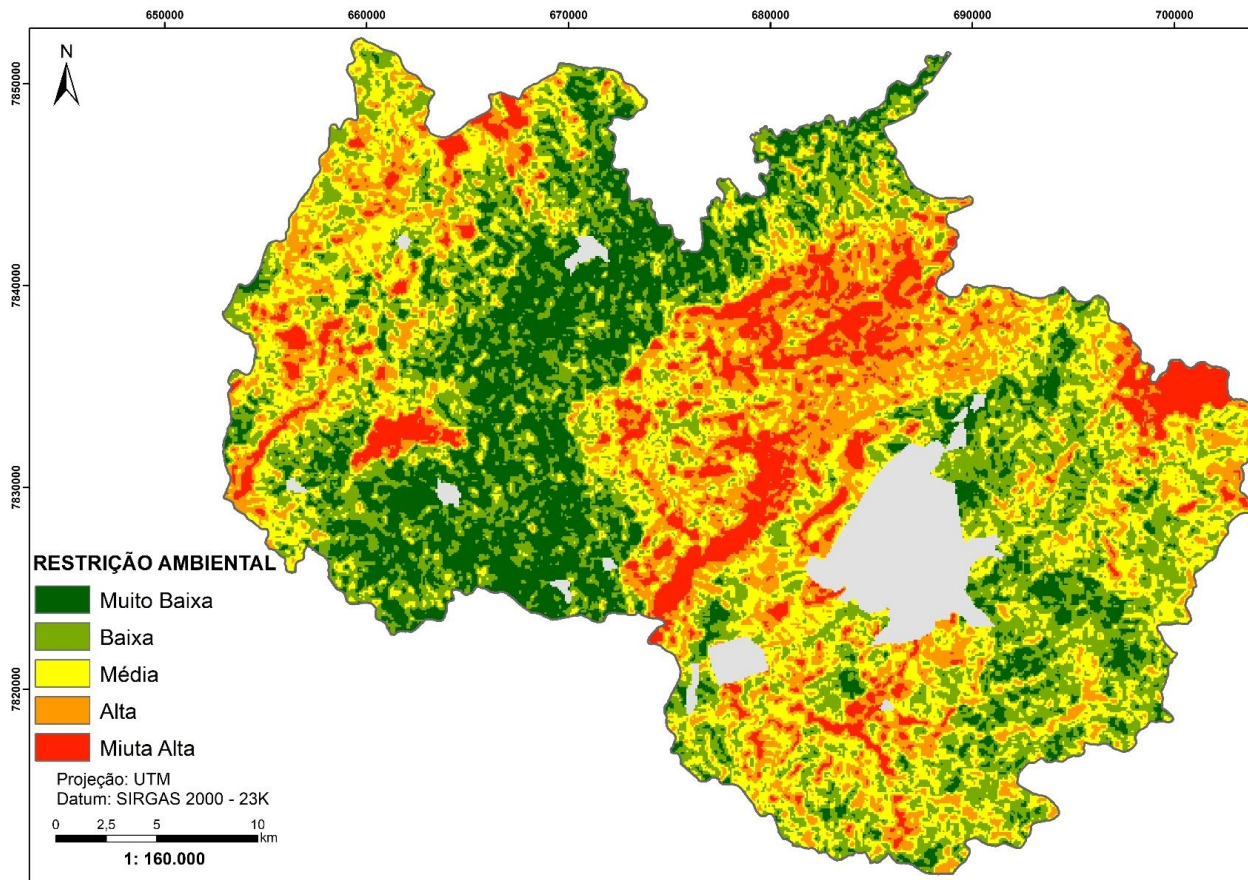 650000 660000 670000 680000 690000 700000
N
7850000
7840000
7830000
7820000
RESTRIÇÃO AMBIENTAL
Muito Baixa
Baixa
Média
Alta
Miuta Alta
Projeção: UTM
Datum: SIRGAS 2000 - 23K
0 2,5 5 10
km
1: 160.000